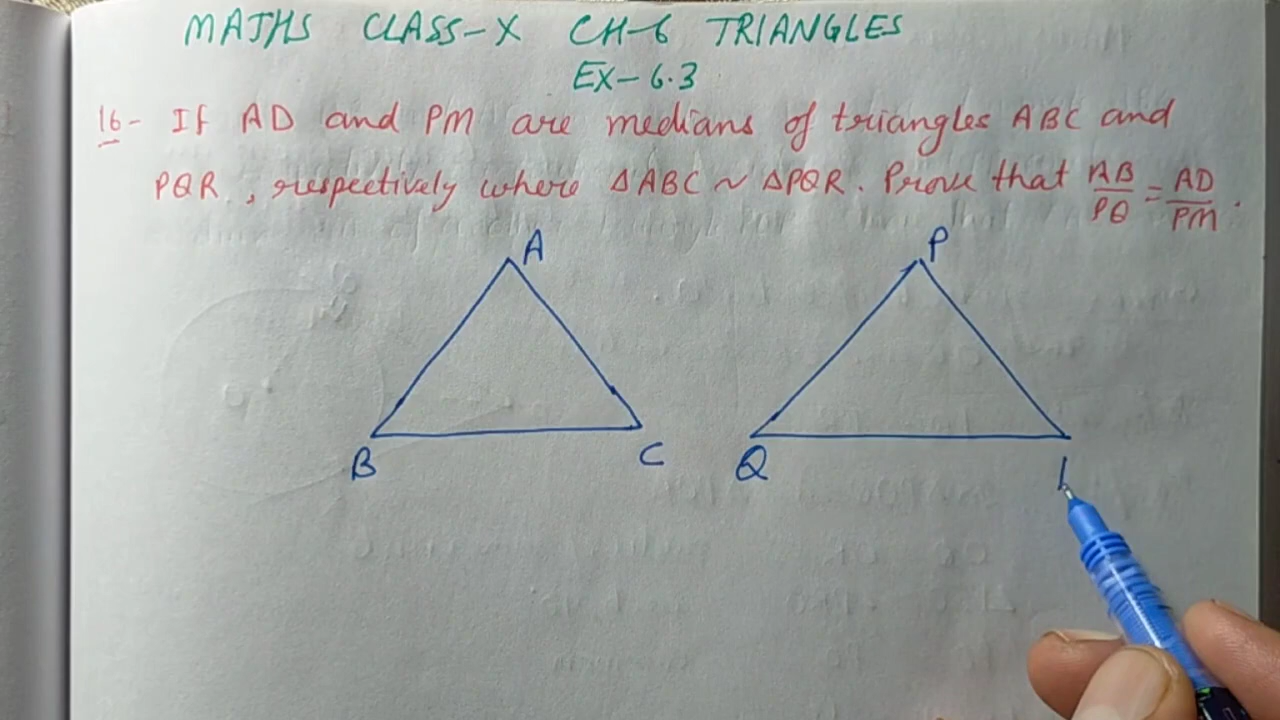 MATHS CLASS-X CH-6 TRIANGLES
EX-6.3
16- If AD and PM are medians of triangles ABC and
PQR, respectively where ΔABC ~ ΔPQR. Prove that AB/PQ = AD/PM.
A
P
B
C
Q